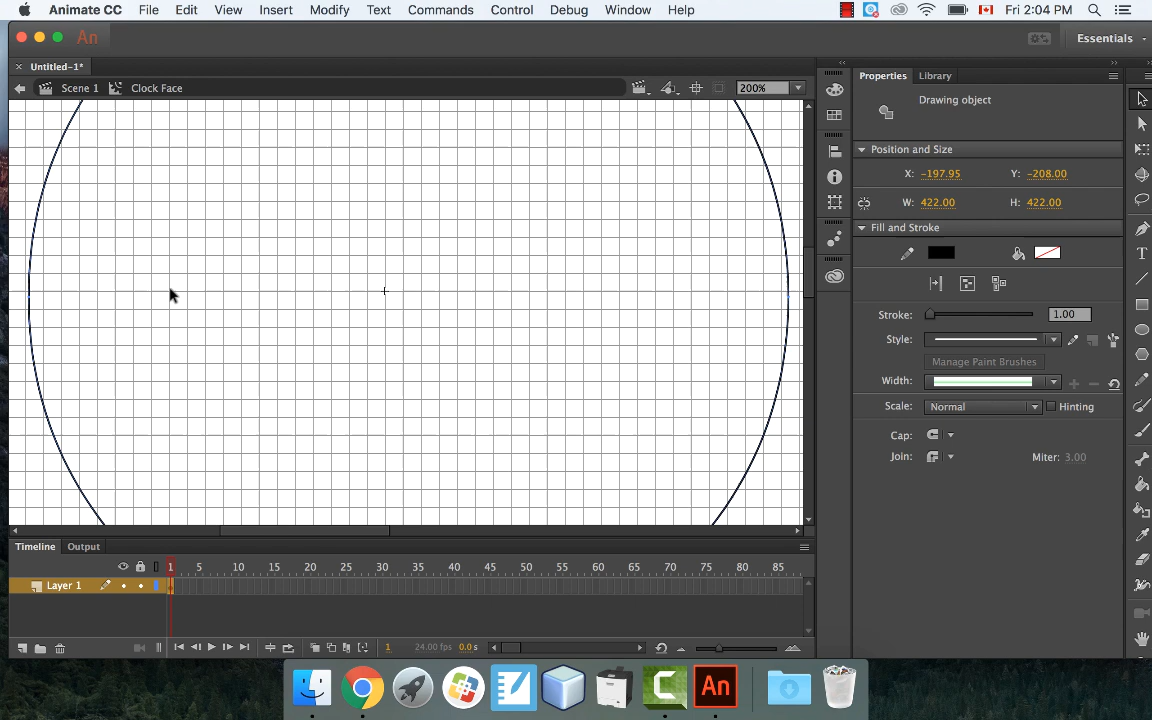 Animate CC File Edit View Insert Modify Text Commands Control Debug Window Help Fri 2:04 PM
An Essentials
× Untitled-1*
Scene 1 Clock Face 200%
Properties Library
Drawing object
Position and Size
X: -197.95 Y: -208.00
W: 422.00 H: 422.00
Fill and Stroke
Stroke: 1.00
Style:
Manage Paint Brushes
Width:
Scale: Normal Hinting
Cap:
Join: Miter: 3.00
Timeline Output
1 5 10 15 20 25 30 35 40 45 50 55 60 65 70 75 80 85
Layer 1
1 24.00 fps 0.0 s
An